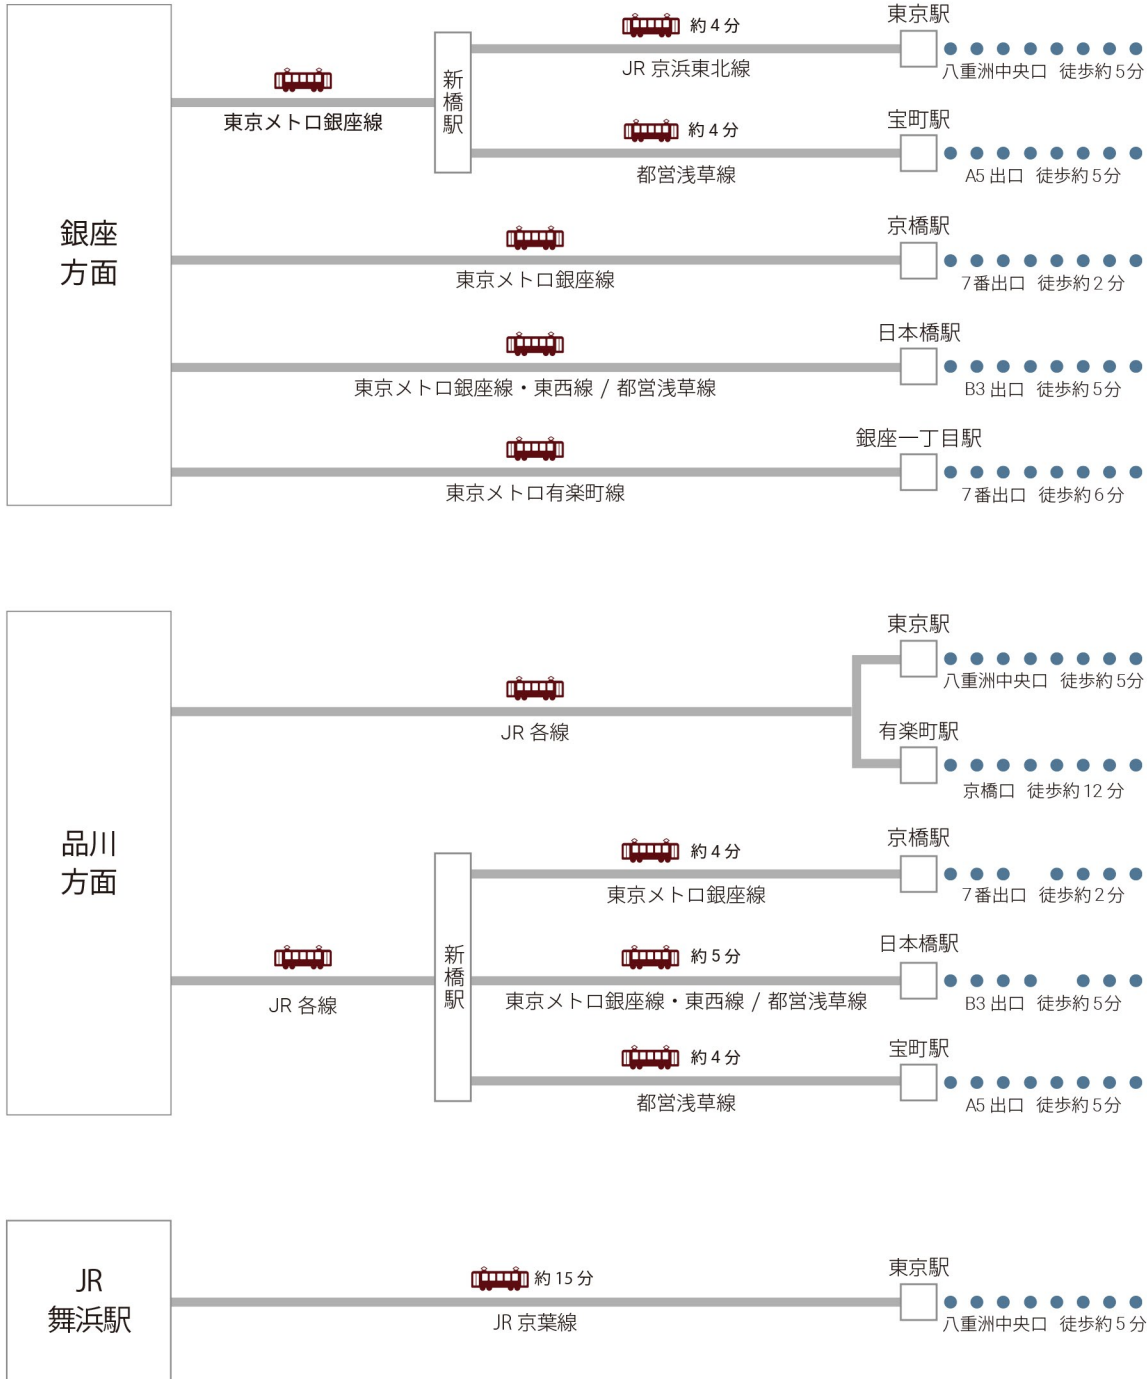 東京駅
約4分
JR 京浜東北線
八重洲中央口 徒歩約5分
新橋駅
東京メトロ銀座線
宝町駅
約4分
都営浅草線
A5 出口 徒歩約5分
銀座
方面
京橋駅
東京メトロ銀座線
7番出口 徒歩約2分
日本橋駅
東京メトロ銀座線・東西線 / 都営浅草線
B3 出口 徒歩約5分
銀座一丁目駅
東京メトロ有楽町線
7番出口 徒歩約6分
東京駅
八重洲中央口 徒歩約5分
JR 各線
有楽町駅
京橋口 徒歩約12分
品川
方面
京橋駅
約4分
東京メトロ銀座線
7番出口 徒歩約2分
新橋駅
JR 各線
日本橋駅
約5分
東京メトロ銀座線・東西線 / 都営浅草線
B3 出口 徒歩約5分
宝町駅
約4分
都営浅草線
A5 出口 徒歩約5分
JR
舞浜駅
約15分
JR 京葉線
東京駅
八重洲中央口 徒歩約5分